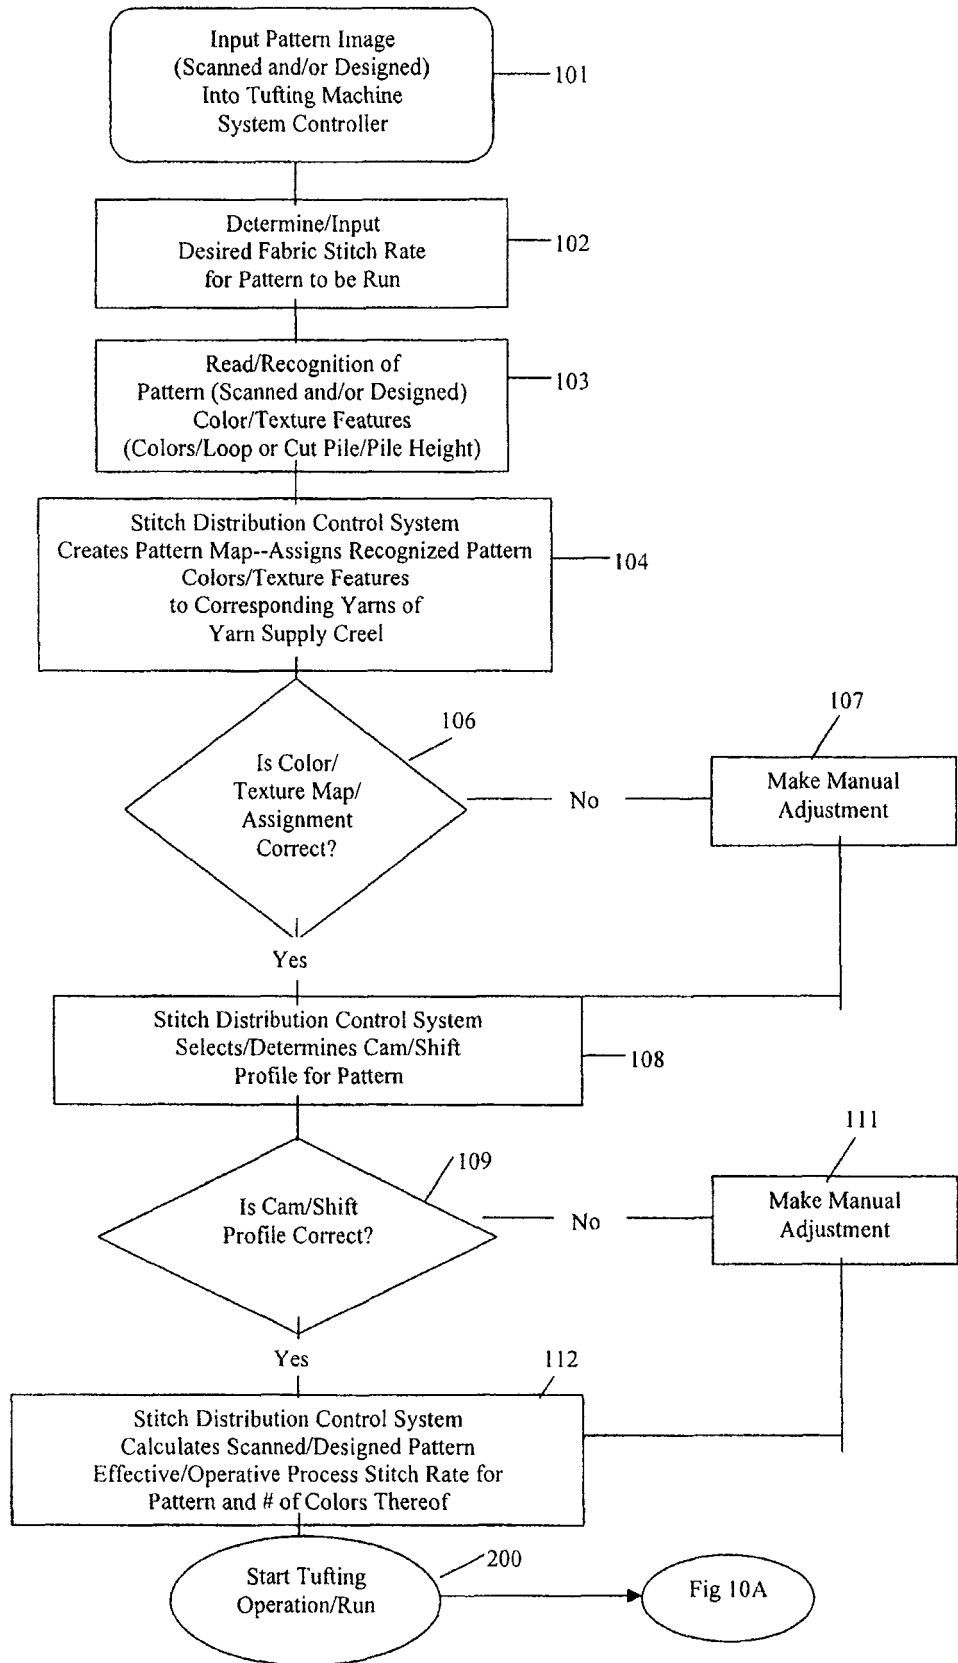 Input Pattern Image
(Scanned and/or Designed)
Into Tufting Machine
System Controller
101
Determine/Input
Desired Fabric Stitch Rate
for Pattern to be Run
102
Read/Recognition of
Pattern (Scanned and/or Designed)
Color/Texture Features
(Colors/Loop or Cut Pile/Pile Height)
103
Stitch Distribution Control System
Creates Pattern Map--Assigns Recognized Pattern
Colors/Texture Features
to Corresponding Yarns of
Yarn Supply Creel
104
106
Is Color/
Texture Map/
Assignment
Correct?
No
107
Make Manual
Adjustment
Yes
Stitch Distribution Control System
Selects/Determines Cam/Shift
Profile for Pattern
108
109
Is Cam/Shift
Profile Correct?
No
111
Make Manual
Adjustment
Yes
112
Stitch Distribution Control System
Calculates Scanned/Designed Pattern
Effective/Operative Process Stitch Rate for
Pattern and # of Colors Thereof
200
Start Tufting
Operation/Run
Fig 10A